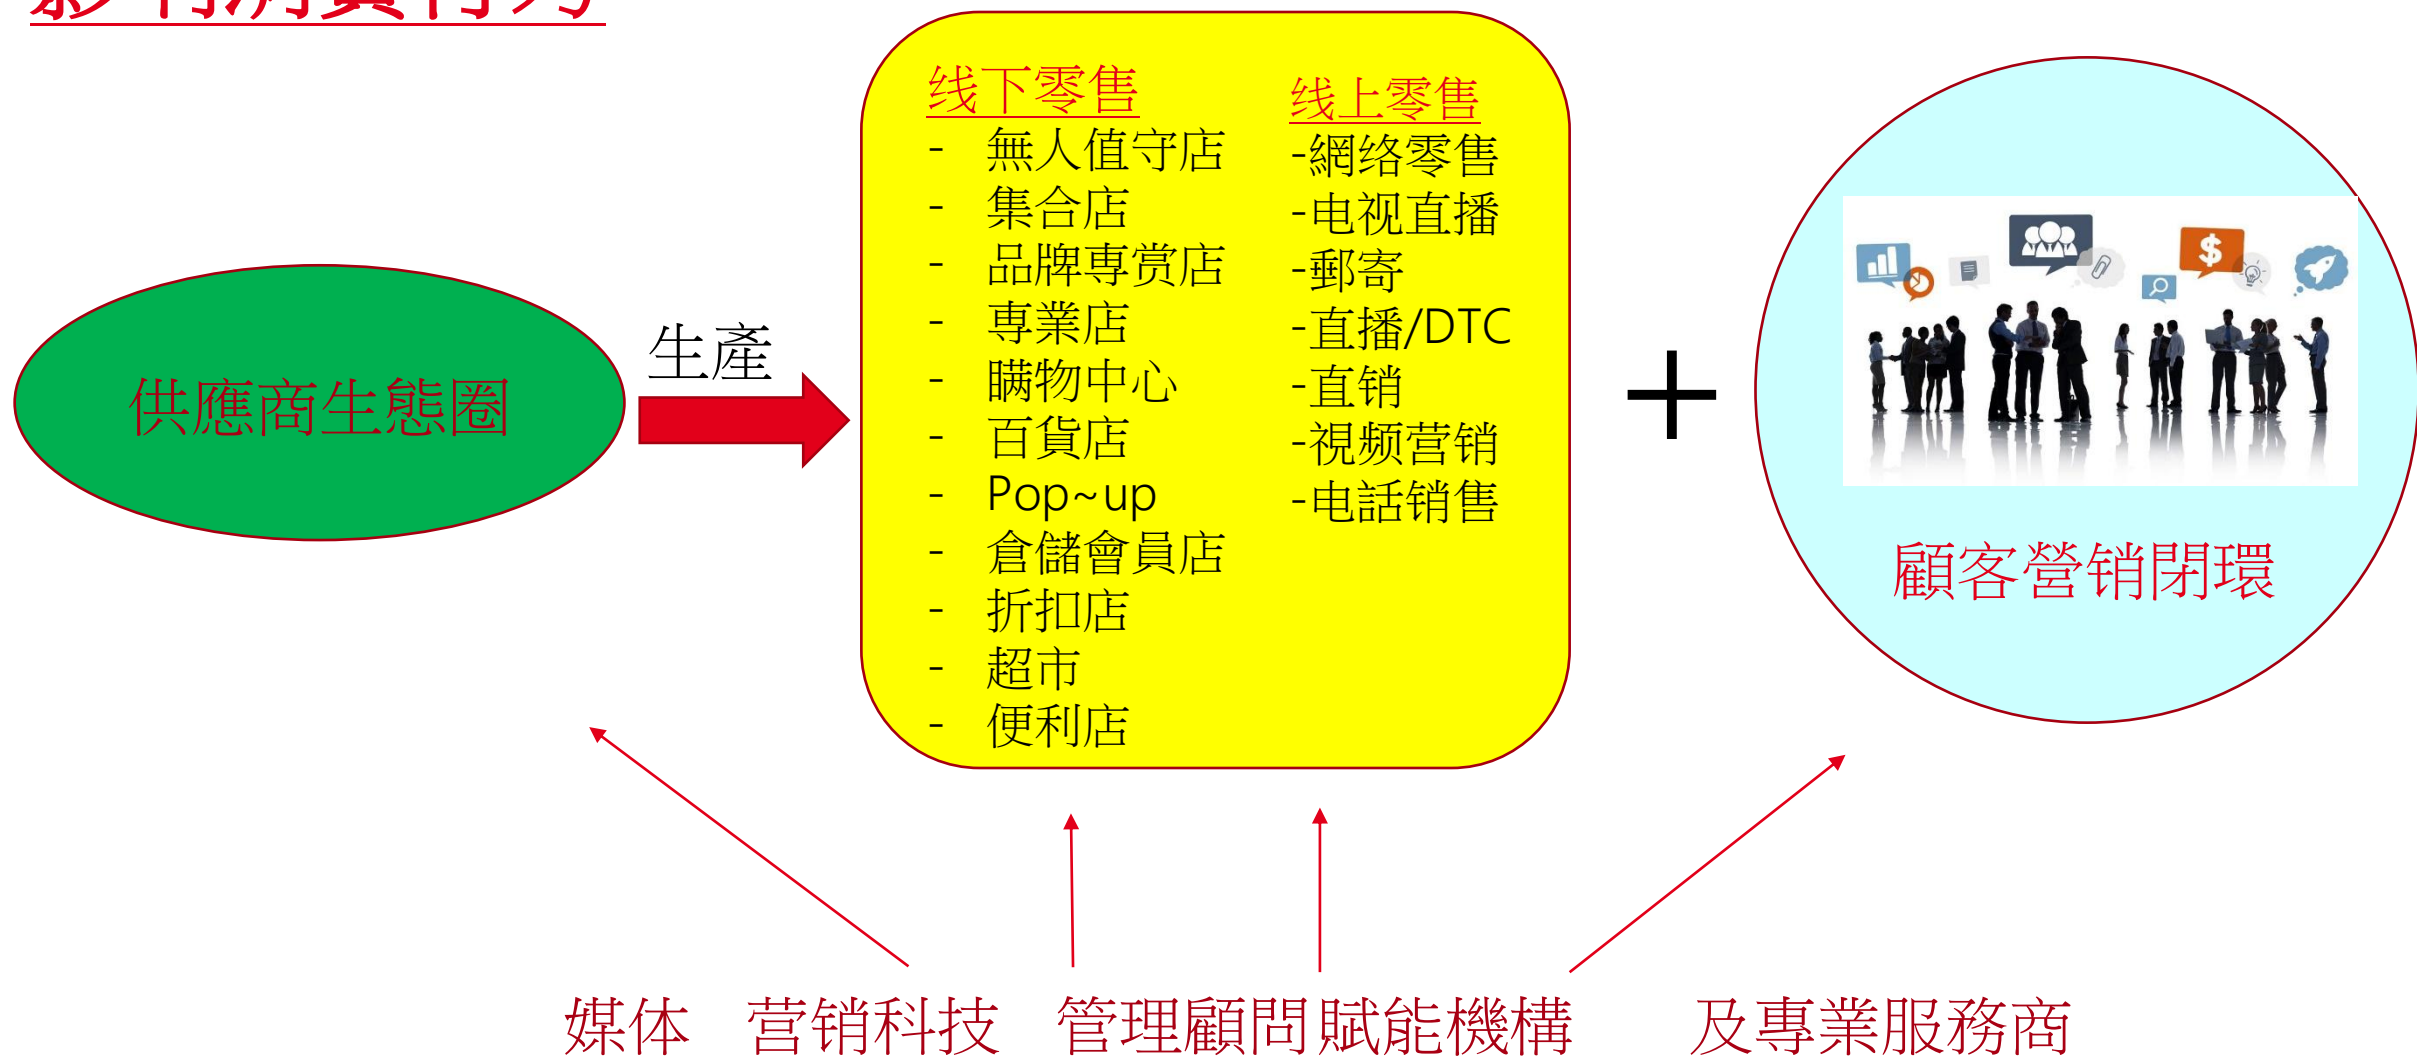 线下零售
- 無人值守店
- 集合店
- 品牌専赏店
- 専業店
- 瞒物中心
- 百貨店
- Pop~up
- 倉儲會員店
- 折扣店
- 超市
- 便利店
线上零售
-網络零售
-电视直播
-郵寄
-直播/DTC
-直销
-視频营销
-电話销售
供應商生態圈
生產
+
顧客營销閉環
媒体 营销科技 管理顧問賦能機構 及專業服務商